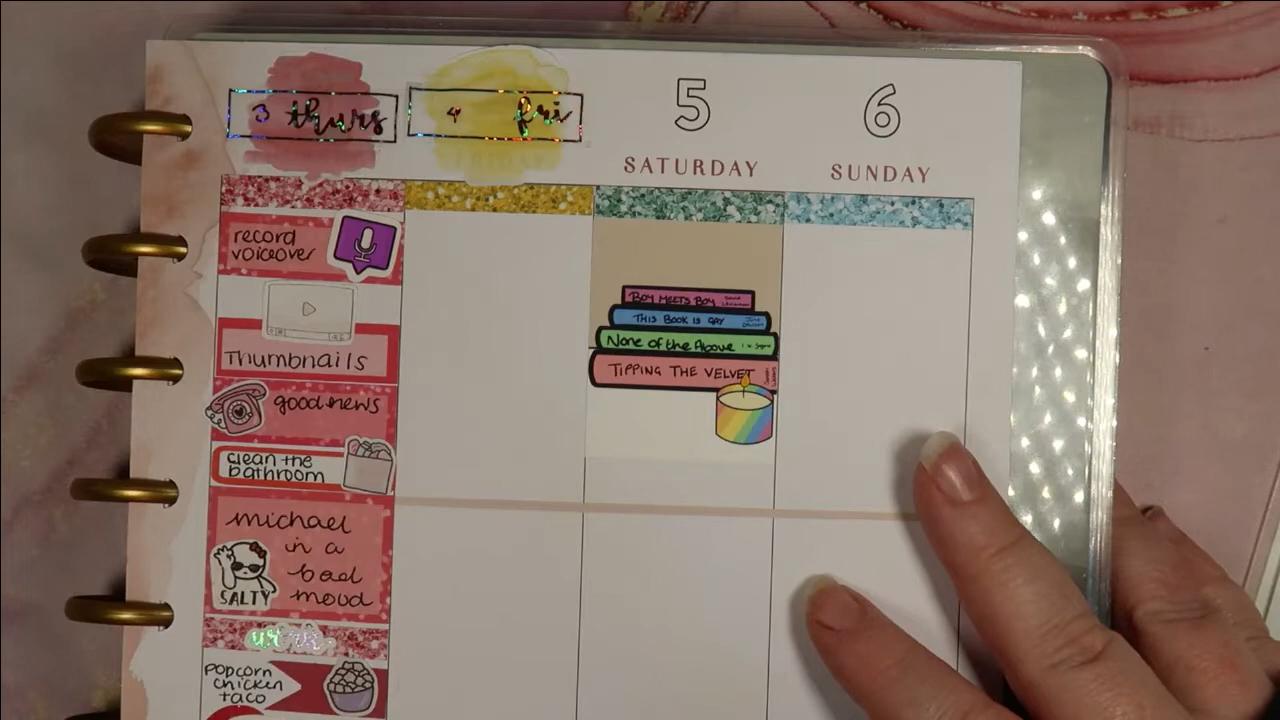 3 thurs
4 fri
5
6
FRIDAY
SATURDAY
SUNDAY
record
voiceover
Thumbnails
good news
clean the
bathroom
michael
in a
bad
mood
SALTY
work
Popcorn
chicken
taco
BOY MEETS BOY
THIS BOOK IS GAY
None of the Above
TIPPING THE VELVET